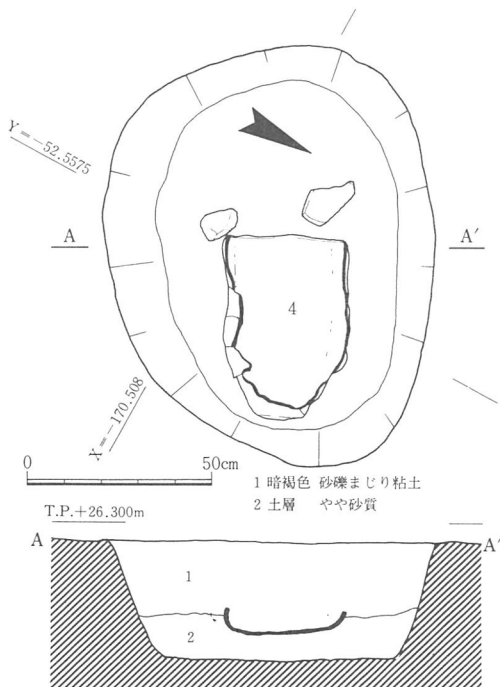 Y=-52.5575
A A′
4
X=-170.508
0 50cm
1 暗褐色 砂礫まじり粘土
2 土層 やや砂質
T.P.+26.300m
A A′
1
2